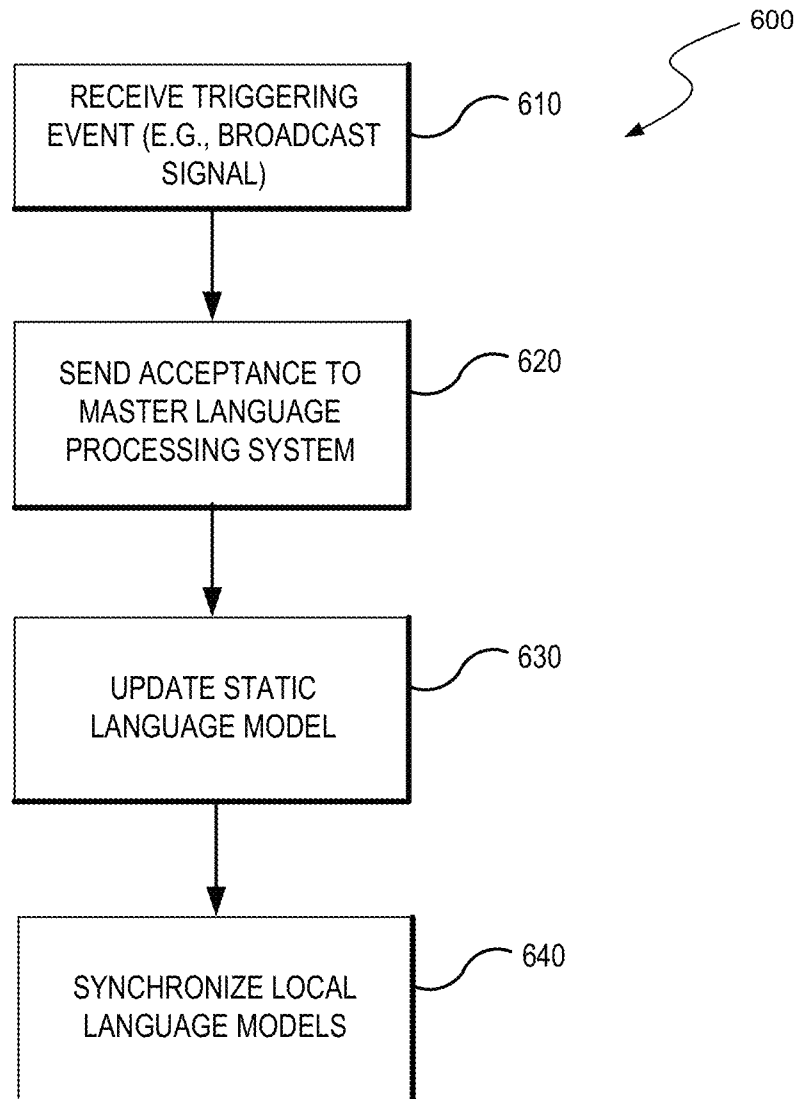 600
RECEIVE TRIGGERING
EVENT (E.G., BROADCAST
SIGNAL)
610
SEND ACCEPTANCE TO
MASTER LANGUAGE
PROCESSING SYSTEM
620
UPDATE STATIC
LANGUAGE MODEL
630
SYNCHRONIZE LOCAL
LANGUAGE MODELS
640